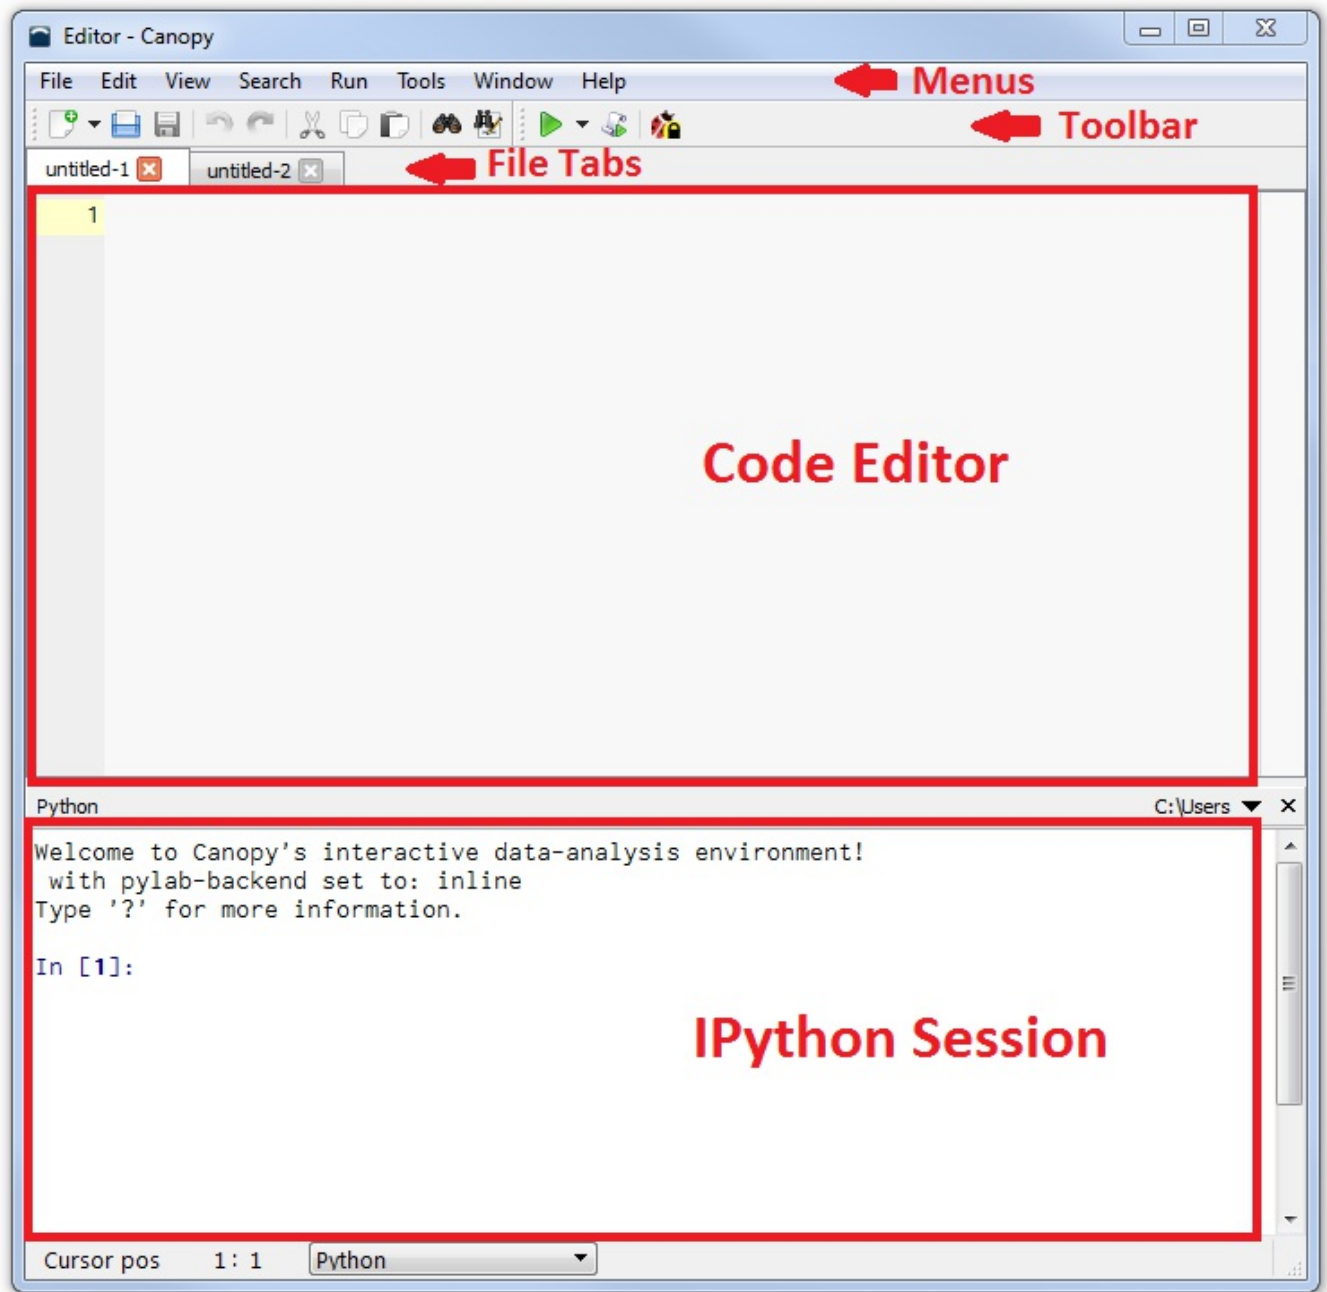 Editor - Canopy
File Edit View Search Run Tools Window Help
Menus
Toolbar
untitled-1 untitled-2
File Tabs
1
Code Editor
Python C:\Users
Welcome to Canopy's interactive data-analysis environment!
with pylab-backend set to: inline
Type '?' for more information.
In [1]:
IPython Session
Cursor pos 1: 1 Python